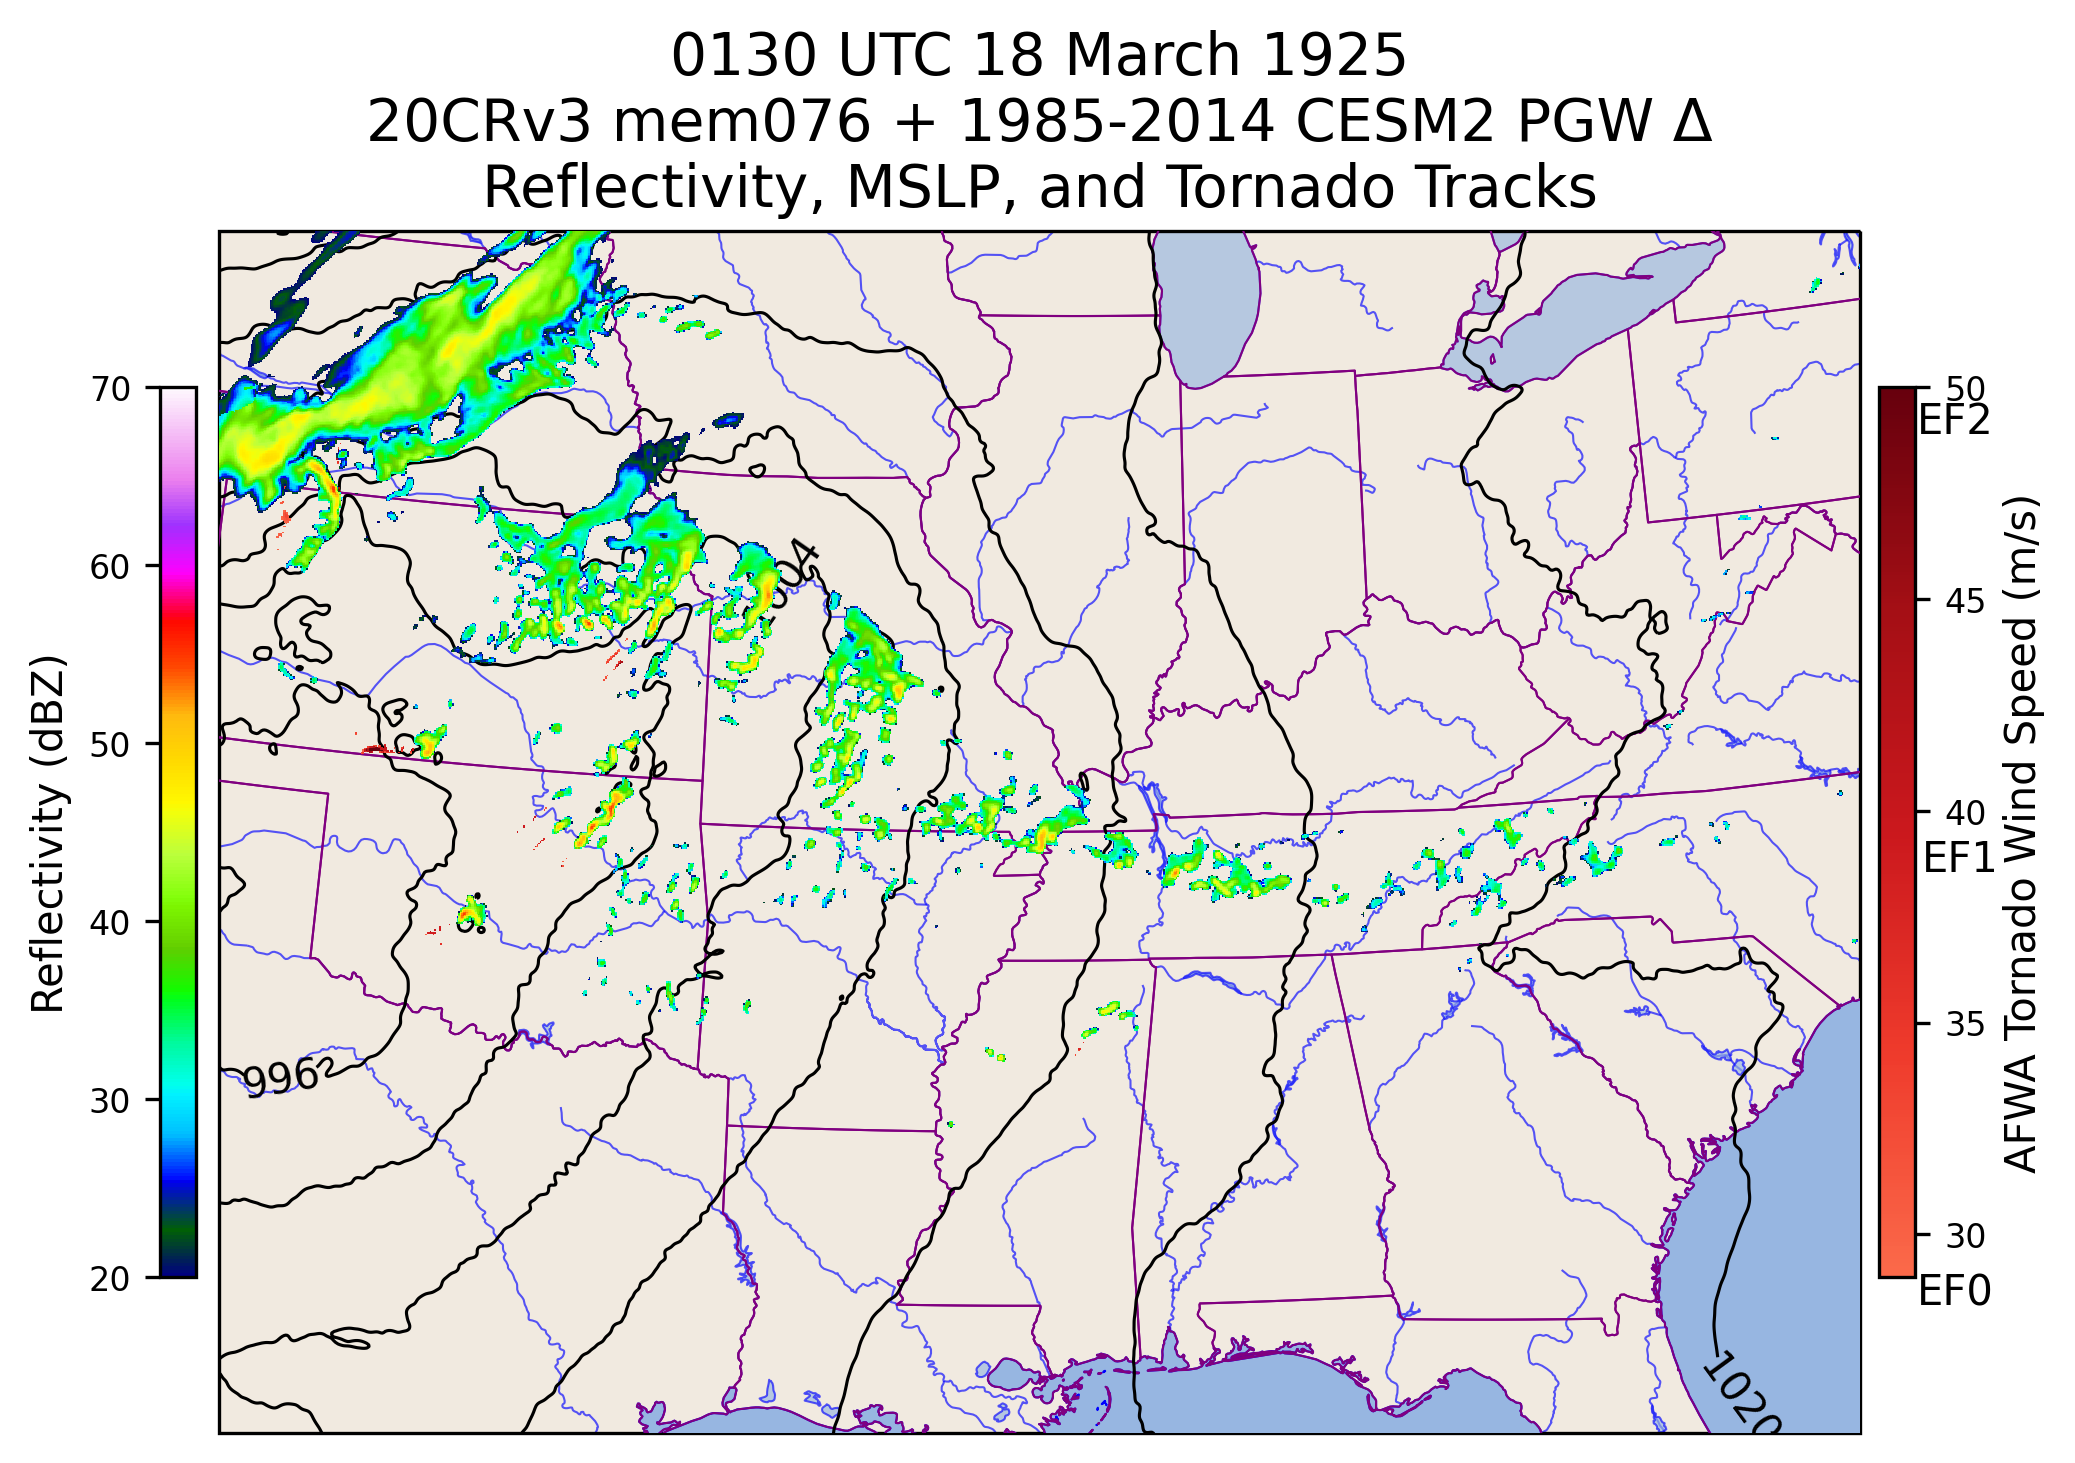 0130 UTC 18 March 1925
20CRv3 mem076 + 1985-2014 CESM2 PGW Δ
Reflectivity, MSLP, and Tornado Tracks
Reflectivity (dBZ)
70
60
50
40
30
20
996
1020
50
EF2
45
40
EF1
35
30
EF0
AFWA Tornado Wind Speed (m/s)